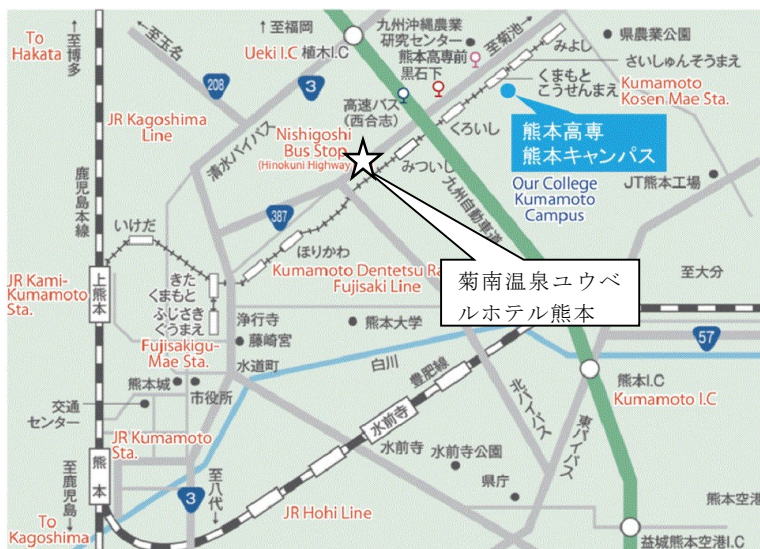 To
Hakata
↑至博多
←至玉名
↑至福岡
Ueki I.C 植木I.C
九州沖縄農業
研究センター
至菊池→
みよし
県農業公園
208
3
熊本高専前
黒石下
さいしゅんそうまえ
くまもと
こうせんまえ
Kumamoto
Kosen Mae Sta.
JR Kagoshima
Line
高速バス
(西合志)
Nishigoshi
Bus Stop
(Hinokuni Highway)
くろいし
熊本高専
熊本キャンパス
清水バイパス
みついし
九州自動車道
Our College
Kumamoto
Campus
JT熊本工場
鹿児島本線
いけだ
387
ほりかわ
菊南温泉ユウベ
ルホテル熊本
至大分
JR Kami-
Kumamoto
Sta.
上熊本
きた
くまもと
Kumamoto Dentetsu Ra
Fujisaki Line
ふじさき
ぐうまえ
浄行寺
熊本大学
57
Fujisakigu-
Mae Sta.
藤崎宮
白川
水道町
豊肥線
熊本城
市役所
北バイパス
熊本I.C
Kumamoto I.C
交通
センター
東バイパス
JR Kumamoto
Sta.
水前寺
水前寺
水前寺公園
熊本
至鹿児島↓
至八代↓
3
県庁
熊本空港
To
Kagoshima
JR Hohi Line
益城熊本空港I.C